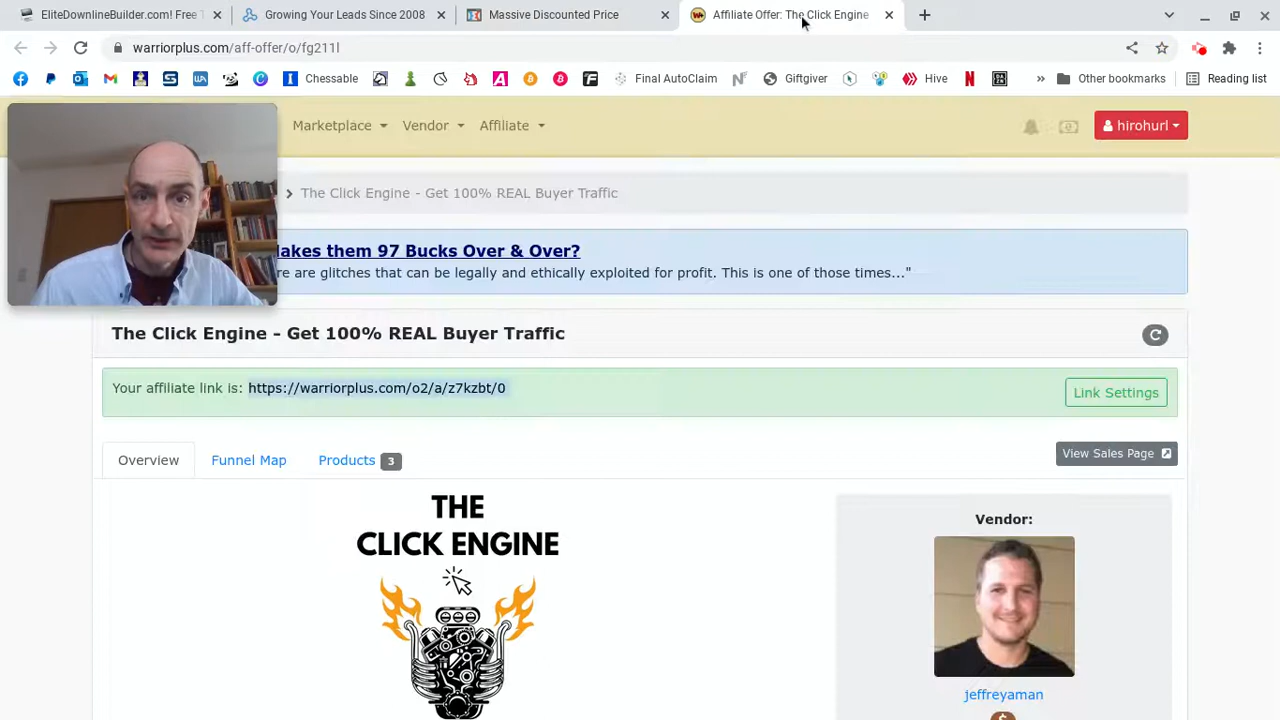 EliteDownlineBuilder.com! Free T
Growing Your Leads Since 2008
Massive Discounted Price
Affiliate Offer: The Click Engine
warriorplus.com/aff-offer/o/fg211l
Chessable
Final AutoClaim
Giftgiver
Hive
Other bookmarks
Reading list
Marketplace
Vendor
Affiliate
hirohurl
The Click Engine - Get 100% REAL Buyer Traffic
akes them 97 Bucks Over & Over?
re are glitches that can be legally and ethically exploited for profit. This is one of those times..."
The Click Engine - Get 100% REAL Buyer Traffic
Your affiliate link is: https://warriorplus.com/o2/a/z7kzbt/0
Link Settings
Overview
Funnel Map
Products 3
View Sales Page
THE
CLICK ENGINE
Vendor:
jeffreyaman